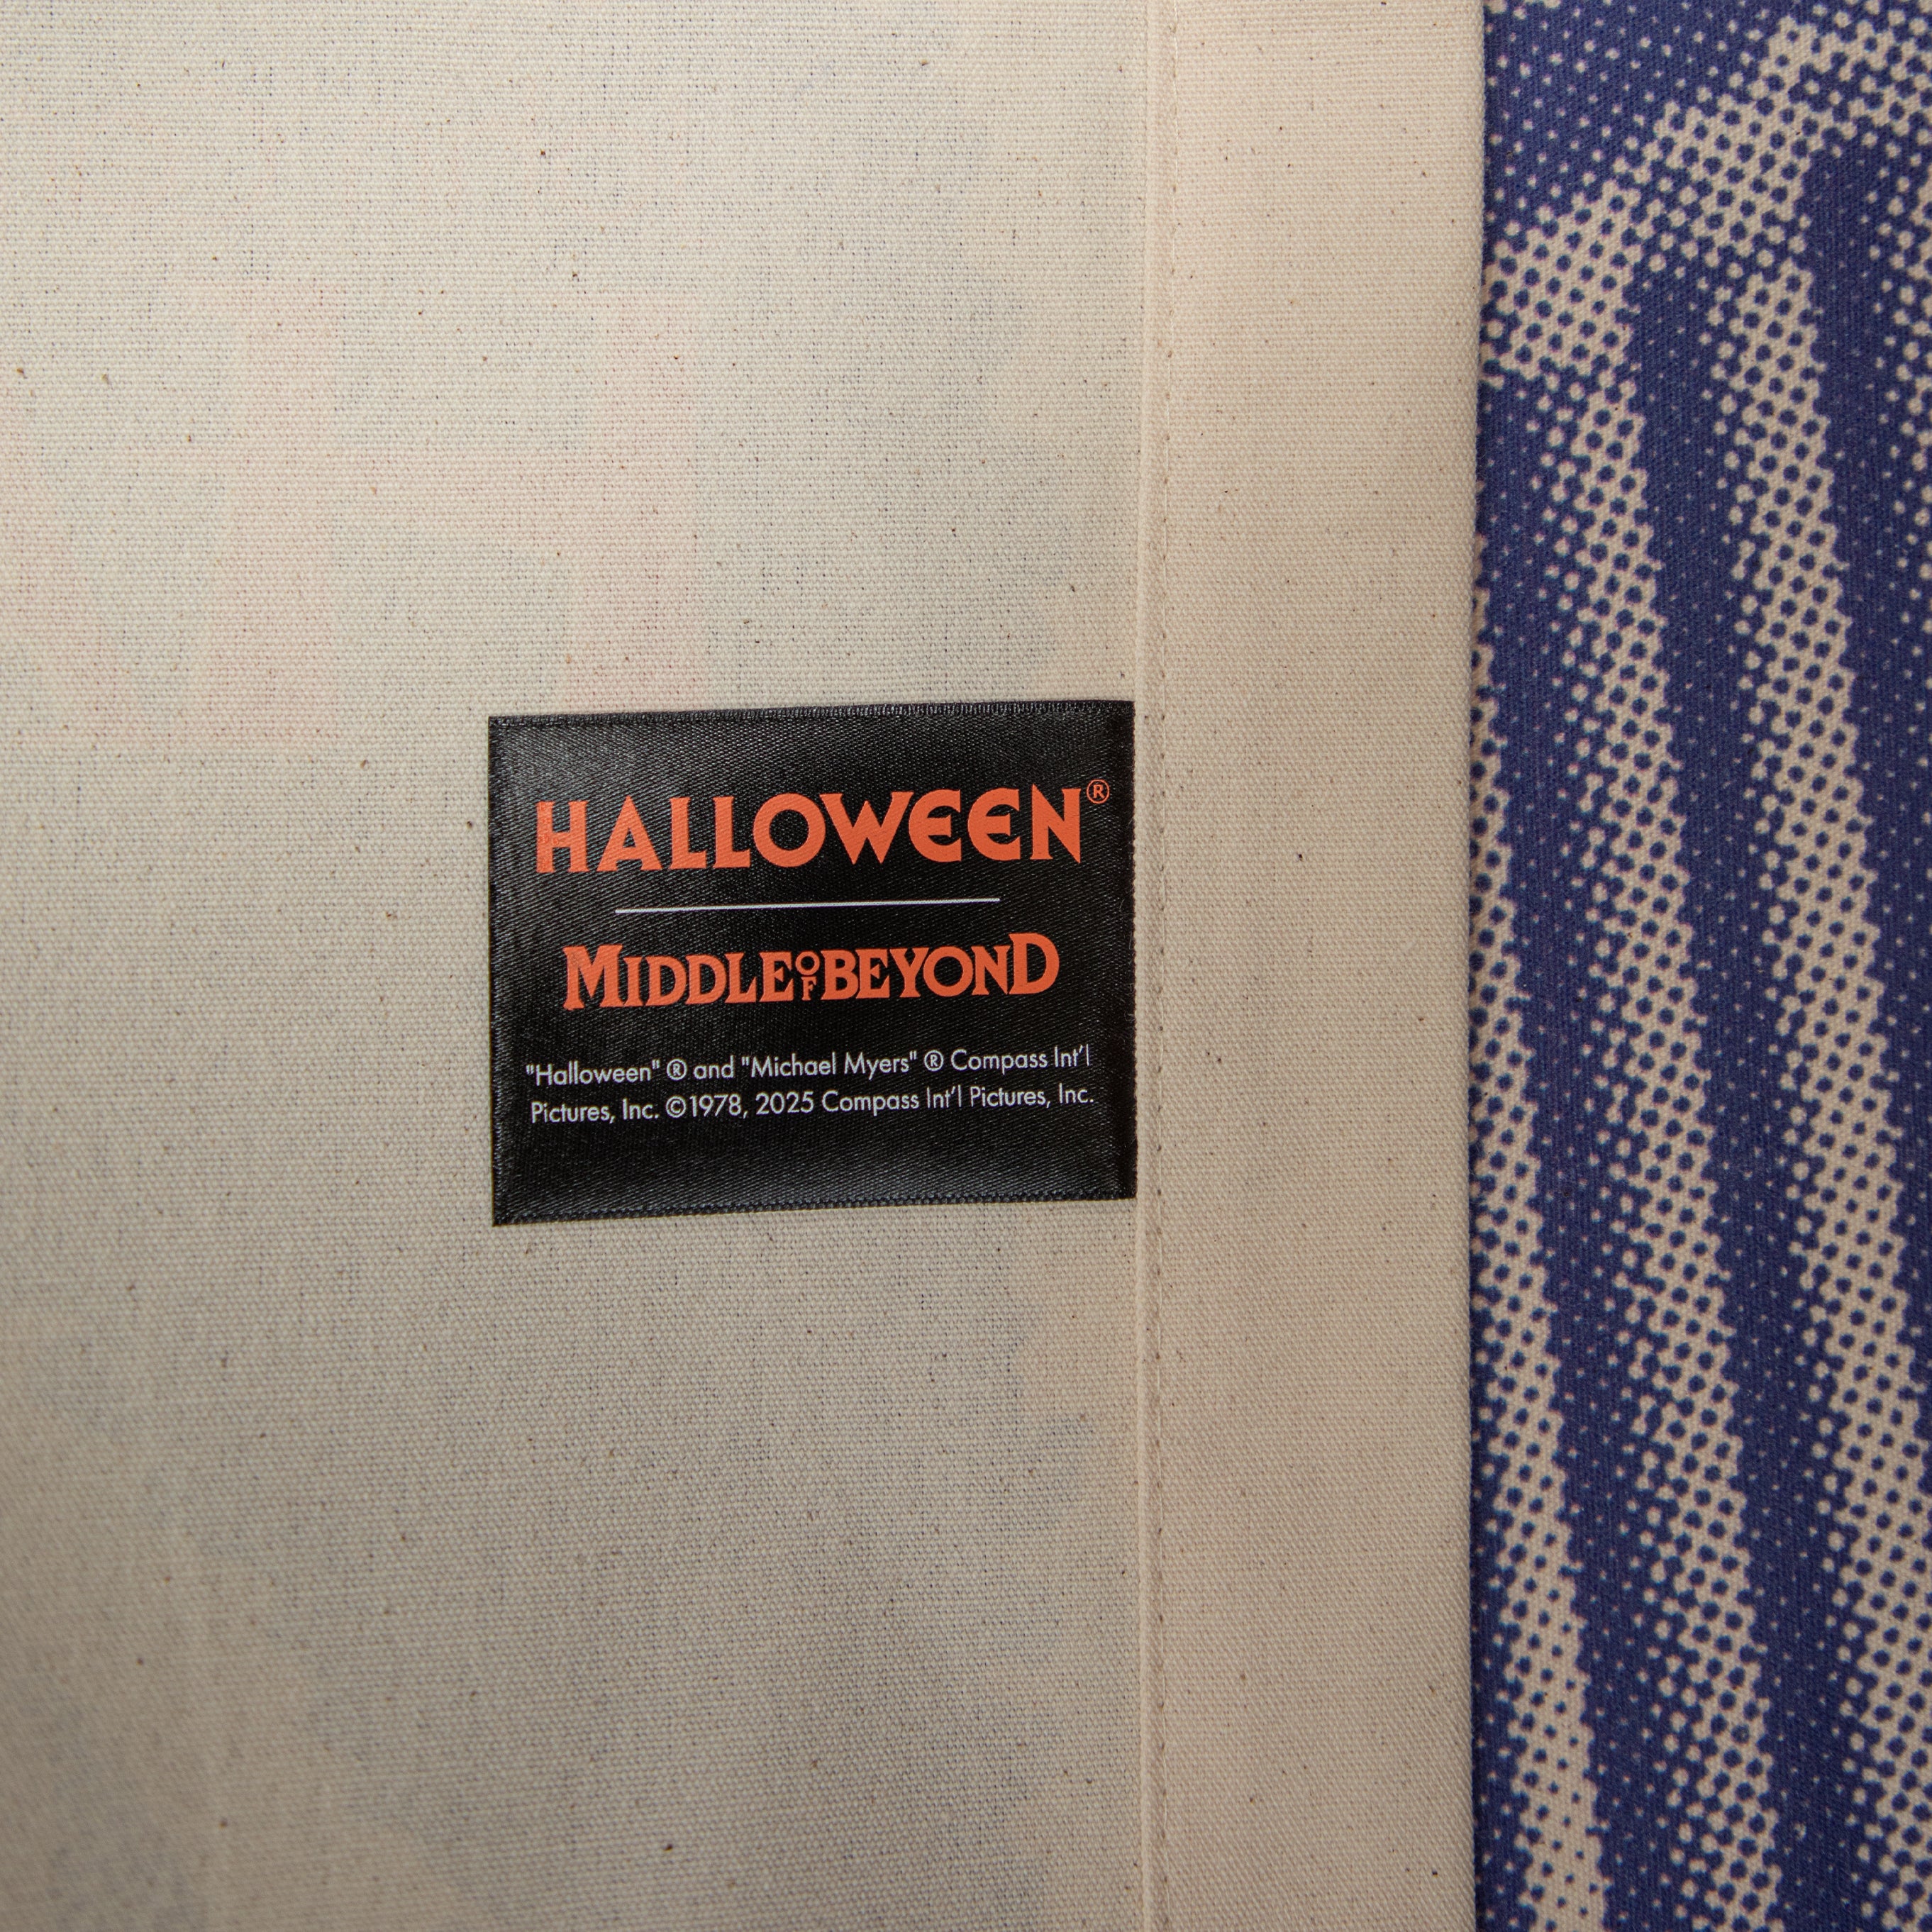 HALLOWEEN®
MIDDLE OF BEYOND
"Halloween" ® and "Michael Myers" ® Compass Int'l
Pictures, Inc. ©1978, 2025 Compass Int'l Pictures, Inc.